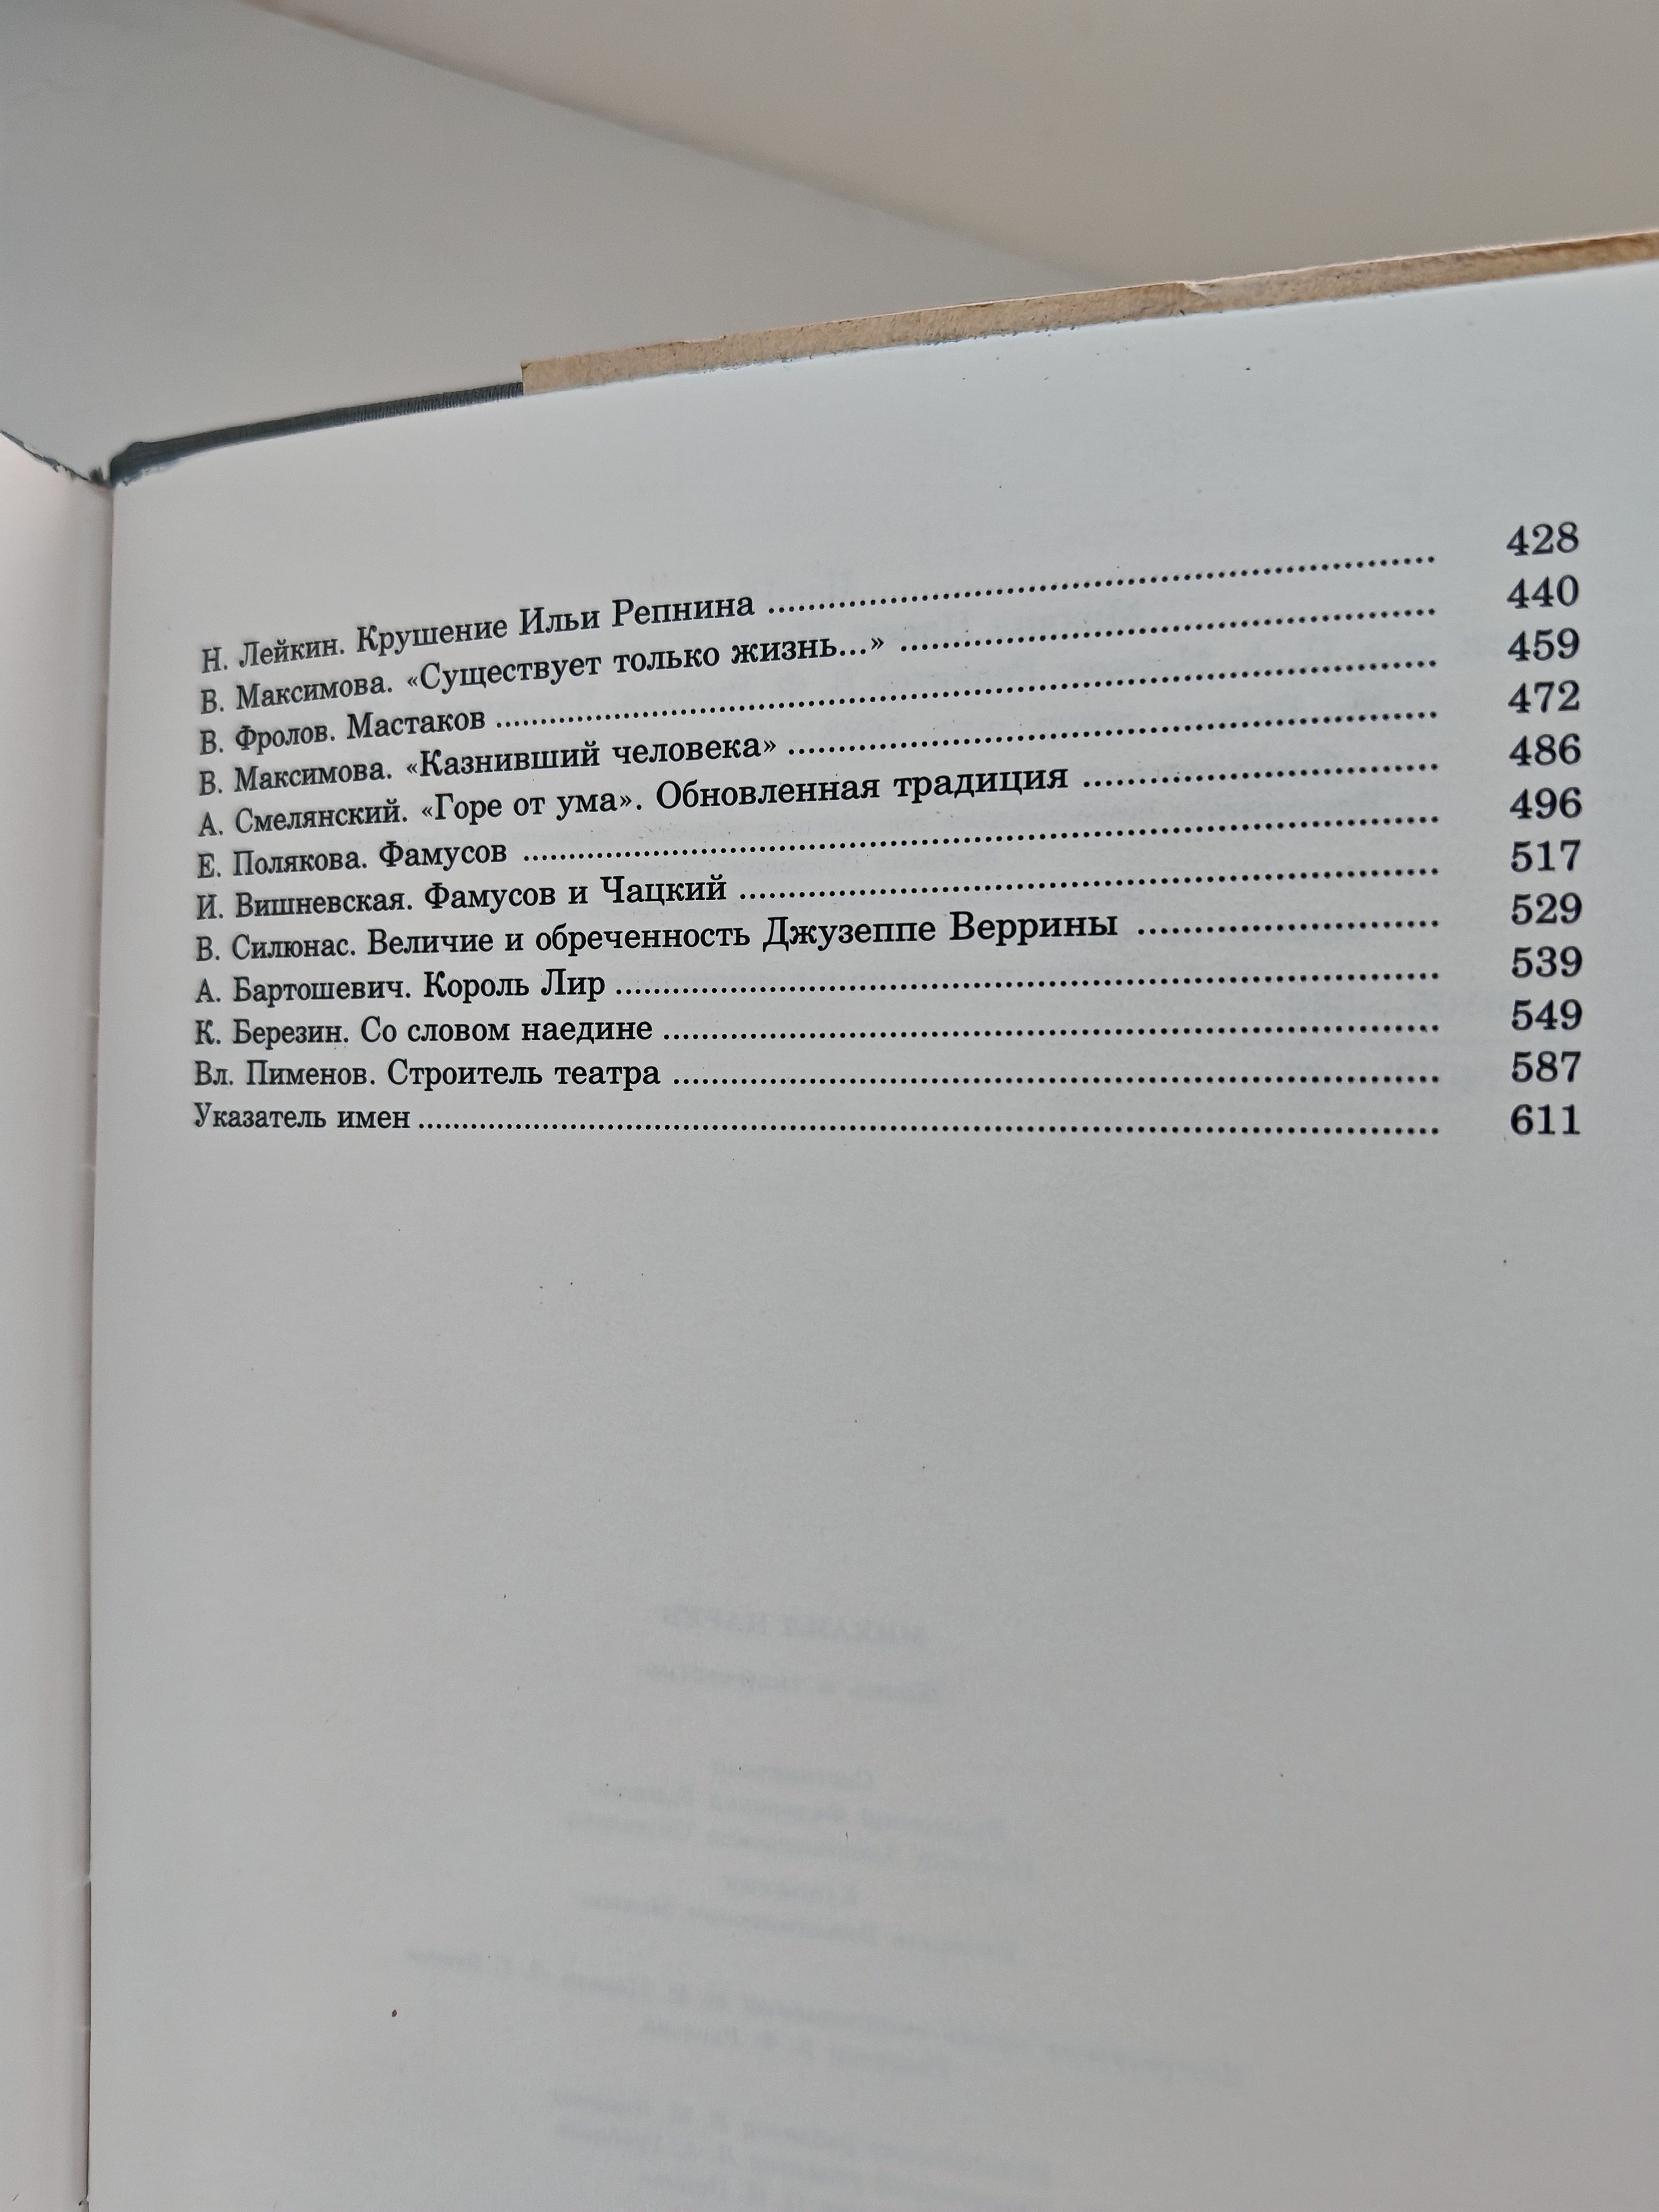 Н. Лейкин. Крушение Ильи Репнина ........................ 428
В. Максимова. «Существует только жизнь...» ........................ 440
В. Фролов. Мастаков ........................ 459
В. Максимова. «Казнивший человека» ........................ 472
А. Смелянский. «Горе от ума». Обновленная традиция ........................ 486
Е. Полякова. Фамусов ........................ 496
И. Вишневская. Фамусов и Чацкий ........................ 517
В. Силюнас. Величие и обреченность Джузеппе Веррины ........................ 529
А. Бартошевич. Король Лир ........................ 539
К. Березин. Со словом наедине ........................ 549
Вл. Пименов. Строитель театра ........................ 587
Указатель имен ........................ 611